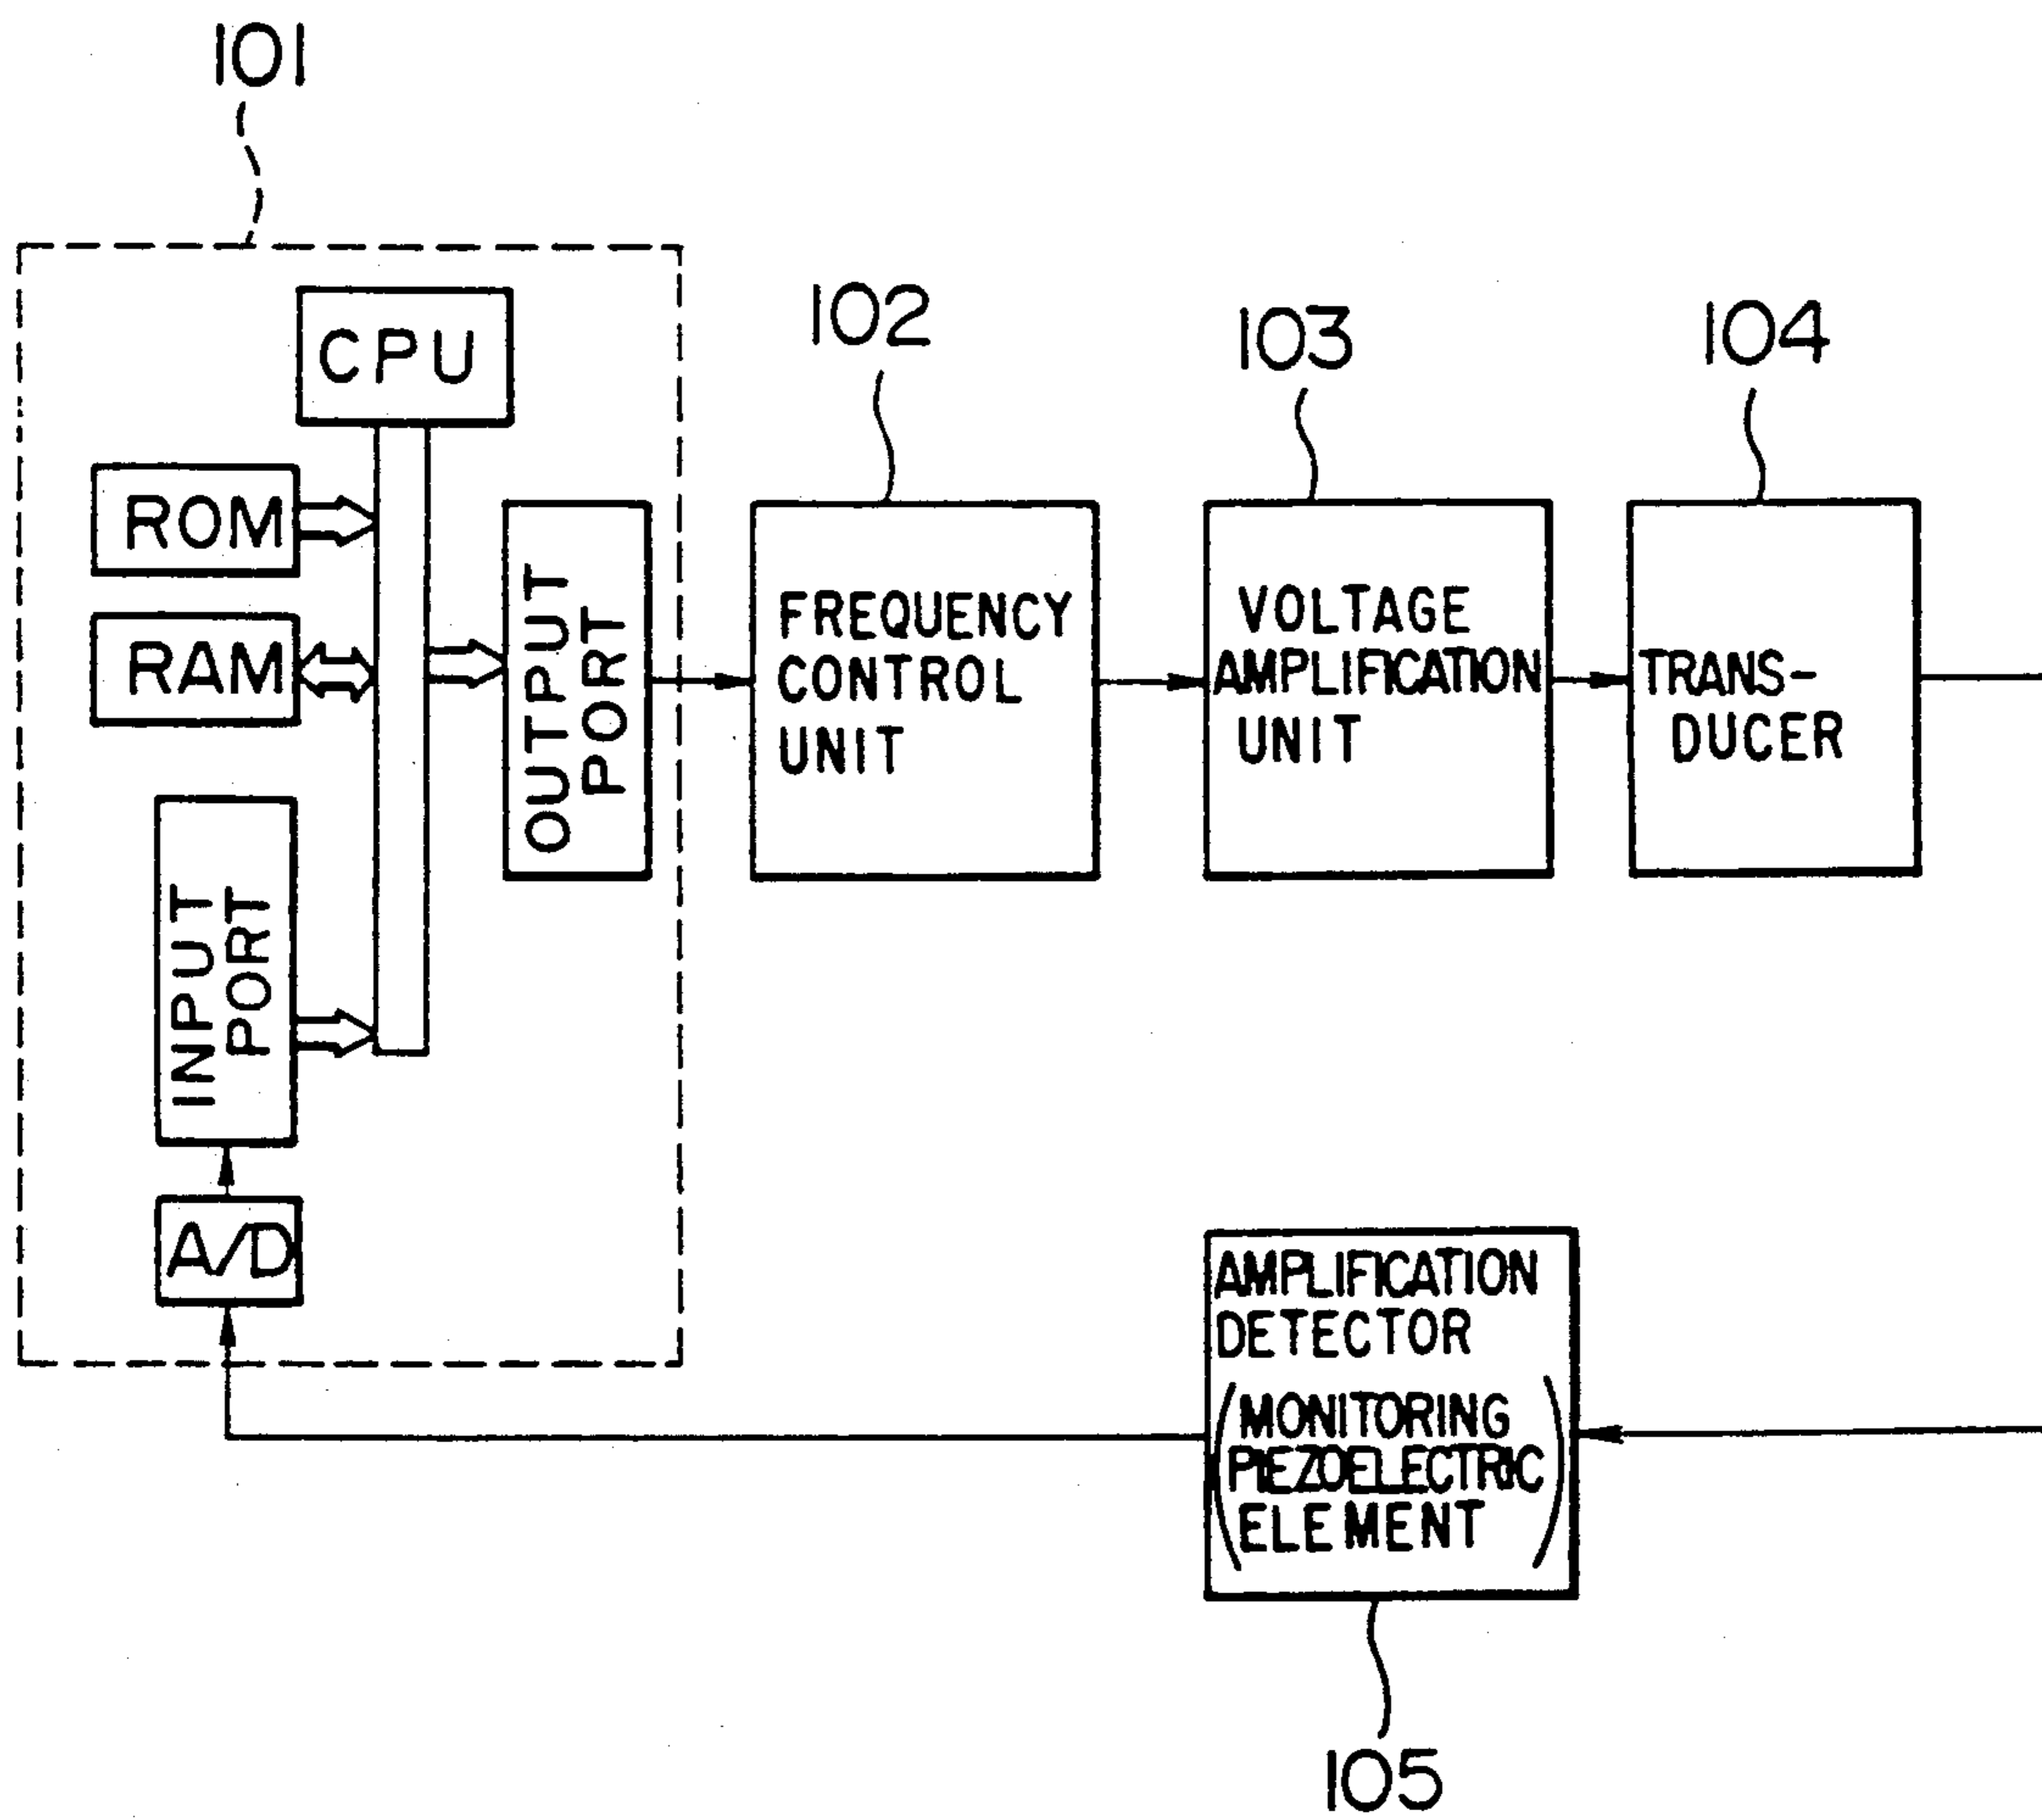 101
CPU
102
103
104
ROM
RAM
OUTPUT
PORT
FREQUENCY
CONTROL
UNIT
VOLTAGE
AMPLIFICATION
UNIT
TRANS-
DUCER
INPUT
PORT
A/D
AMPLIFICATION
DETECTOR
(MONITORING
PIEZOELECTRIC
ELEMENT)
105